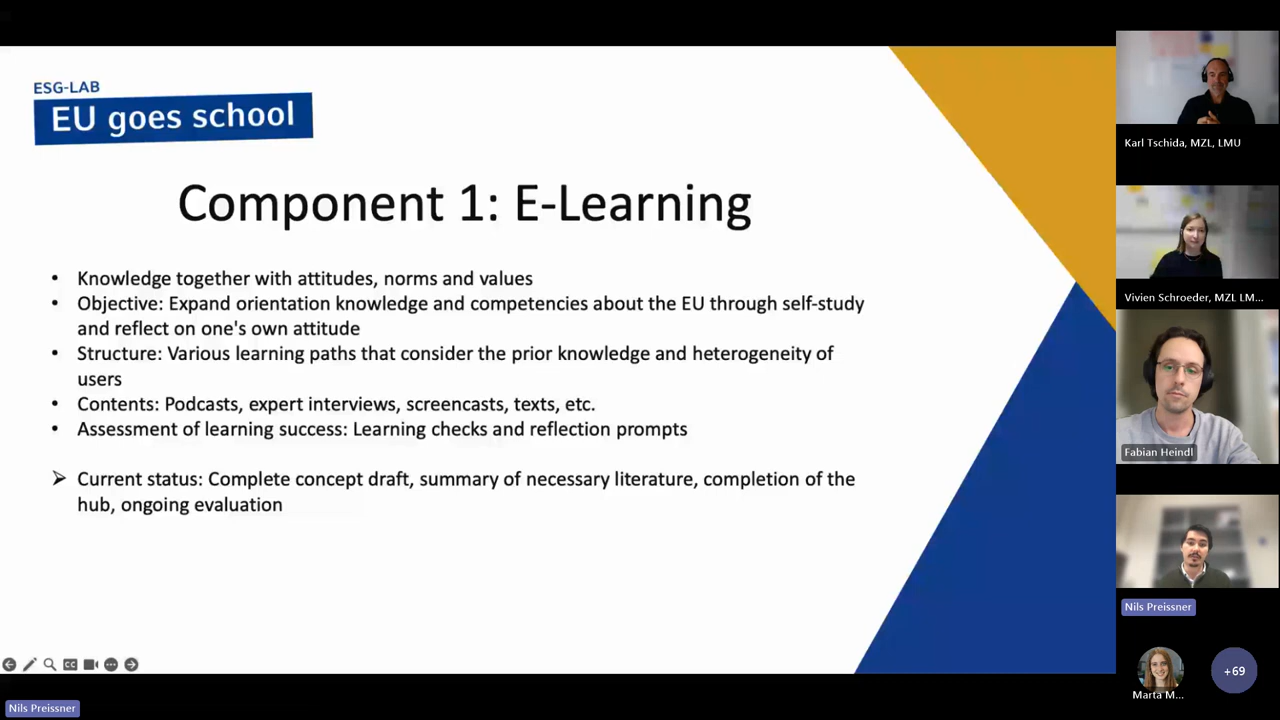 ESG-LAB
EU goes school
Component 1: E-Learning
• Knowledge together with attitudes, norms and values
• Objective: Expand orientation knowledge and competencies about the EU through self-study
and reflect on one's own attitude
• Structure: Various learning paths that consider the prior knowledge and heterogeneity of
users
• Contents: Podcasts, expert interviews, screencasts, texts, etc.
• Assessment of learning success: Learning checks and reflection prompts
➢ Current status: Complete concept draft, summary of necessary literature, completion of the
hub, ongoing evaluation
CC
Nils Preissner
Karl Tschida, MZL, LMU
Vivien Schroeder, MZL LM...
Fabian Heindl
Nils Preissner
Marta M...
+69